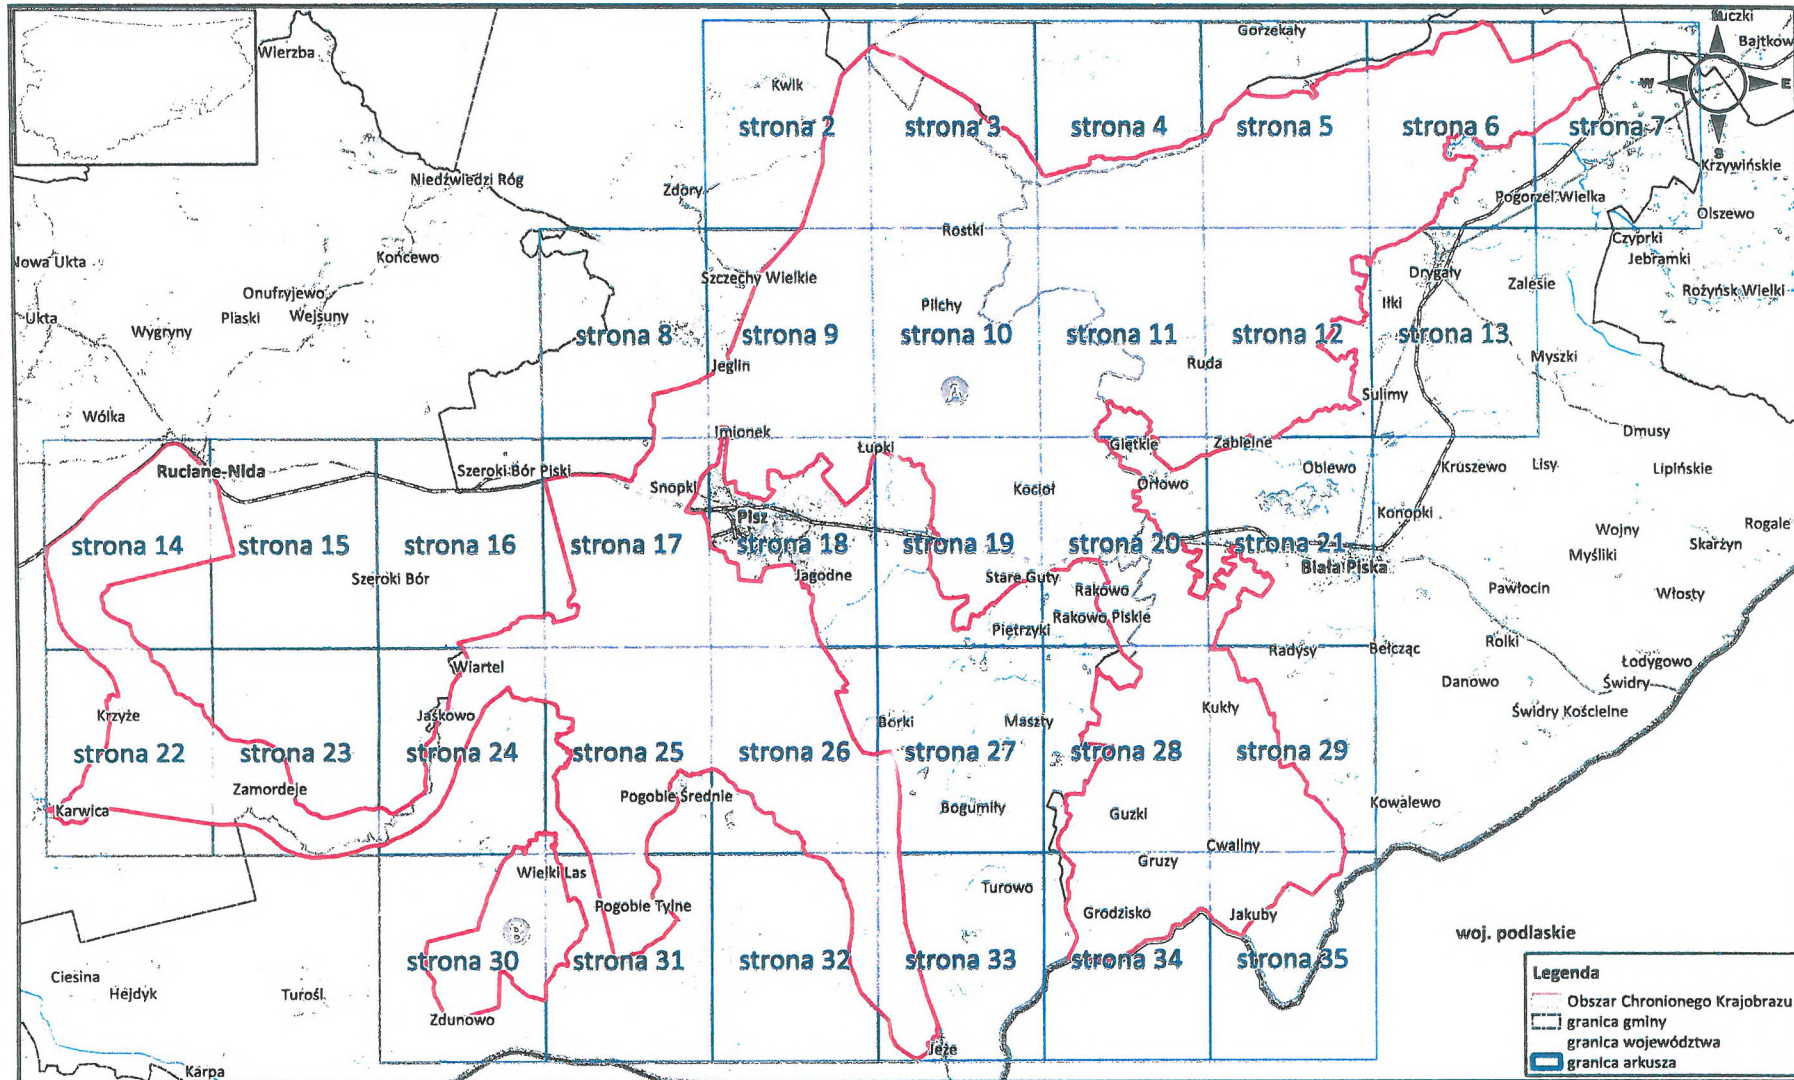 Wierzba
Kwik
Gorzekały
Bajtkow
N
W
E
S
strona 2
strona 3
strona 4
strona 5
strona 6
strona 7
Krzywińskie
Niedźwiedzi Róg
Zdory
Pogorzel Wielka
Olszewo
Rostki
Czyprki
Jebramki
Nowa Ukta
Końcewo
Szczechy Wielkie
Drygały
Zalesie
Rożyńsk Wielki
Onufryjewo
Piaski
Wejsuny
Ukta
Wygryny
Pilchy
Iłki
strona 8
strona 9
strona 10
strona 11
strona 12
strona 13
Myszki
Jeglin
Ruda
A
Sulimy
Wólka
Imionek
Łupki
Giętkie
Zabielne
Dmusy
Ruciane-Nida
Szeroki Bór Piski
Snopki
Kocioł
Orłowo
Oblewo
Kruszewo
Lisy
Lipińskie
Pisz
Konopki
Wojny
Rogale
strona 14
strona 15
strona 16
strona 17
strona 18
strona 19
strona 20
strona 21
Myśliki
Skarżyn
Szeroki Bór
Jagodne
Stare Guty
Rakowo
Biała Piska
Pawłocin
Włosty
Pietrzyki
Rakowo Piskie
Radysy
Bełcząc
Rolki
Łodygowo
Wiartel
Danowo
Świdry
Krzyże
Jaśkowo
Borki
Maszty
Kukły
Świdry Kościelne
strona 22
strona 23
strona 24
strona 25
strona 26
strona 27
strona 28
strona 29
Zamordeje
Pogobie Średnie
Karwica
Bogumiły
Guzki
Kowalewo
Cwaliny
Gruzy
Wielki Las
Turowo
Pogobie Tylne
Grodzisko
Jakuby
B
woj. podlaskie
strona 30
strona 31
strona 32
strona 33
strona 34
strona 35
Ciesina
Hejdyk
Turośl
Zdunowo
Jeże
Karpa
Legenda
Obszar Chronionego Krajobrazu
granica gminy
granica województwa
granica arkusza